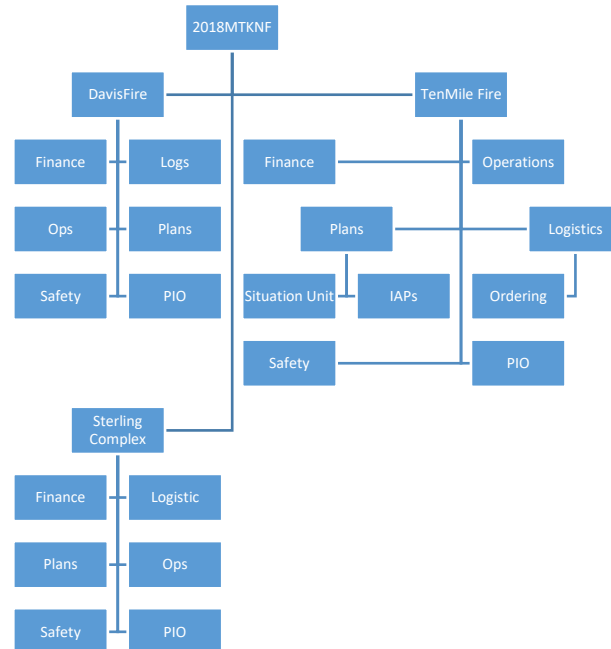 2018MTKNF
DavisFire
TenMile Fire
Finance
Logs
Finance
Operations
Ops
Plans
Plans
Logistics
Safety
PIO
Situation Unit
IAPs
Ordering
Safety
PIO
Sterling
Complex
Finance
Logistic
Plans
Ops
Safety
PIO